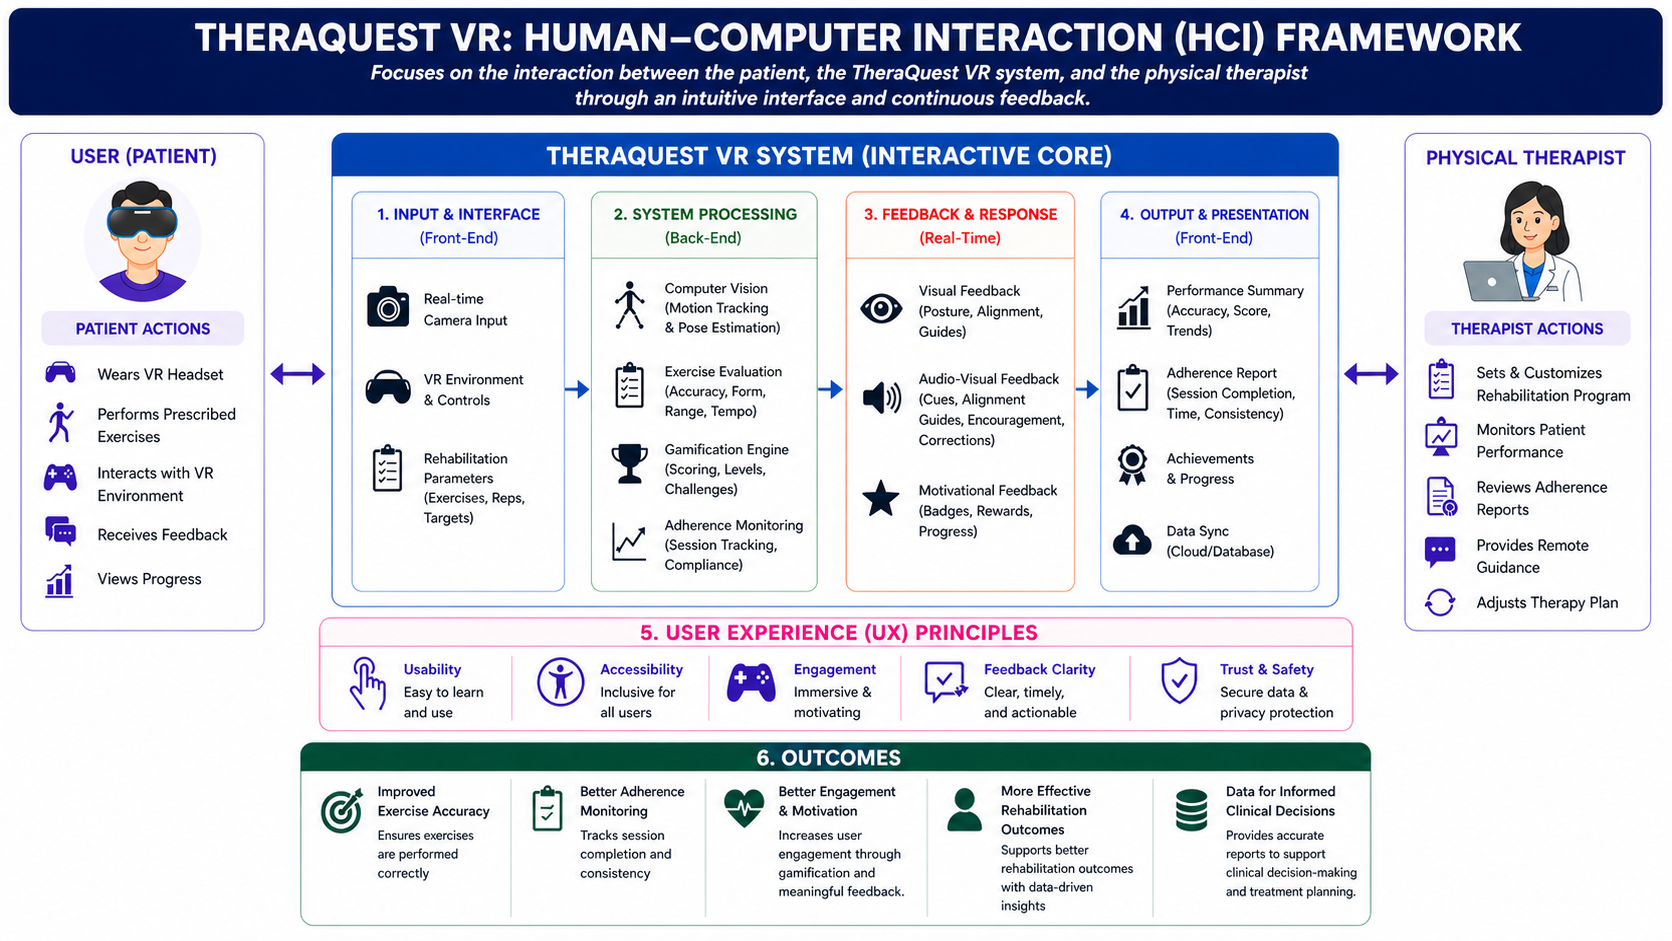 THERAQUEST VR: HUMAN–COMPUTER INTERACTION (HCI) FRAMEWORK
Focuses on the interaction between the patient, the TheraQuest VR system, and the physical therapist
through an intuitive interface and continuous feedback.
USER (PATIENT)
PATIENT ACTIONS
Wears VR Headset
Performs Prescribed
Exercises
Interacts with VR
Environment
Receives Feedback
Views Progress
THERAQUEST VR SYSTEM (INTERACTIVE CORE)
1. INPUT & INTERFACE
(Front-End)
Real-time
Camera Input
VR Environment
& Controls
Rehabilitation
Parameters
(Exercises, Reps,
Targets)
2. SYSTEM PROCESSING
(Back-End)
Computer Vision
(Motion Tracking
& Pose Estimation)
Exercise Evaluation
(Accuracy, Form,
Range, Tempo)
Gamification Engine
(Scoring, Levels,
Challenges)
Adherence Monitoring
(Session Tracking,
Compliance)
3. FEEDBACK & RESPONSE
(Real-Time)
Visual Feedback
(Posture, Alignment,
Guides)
Audio-Visual Feedback
(Cues, Alignment
Guides, Encouragement,
Corrections)
Motivational Feedback
(Badges, Rewards,
Progress)
4. OUTPUT & PRESENTATION
(Front-End)
Performance Summary
(Accuracy, Score,
Trends)
Adherence Report
(Session Completion,
Time, Consistency)
Achievements
& Progress
Data Sync
(Cloud/Database)
PHYSICAL THERAPIST
THERAPIST ACTIONS
Sets & Customizes
Rehabilitation Program
Monitors Patient
Performance
Reviews Adherence
Reports
Provides Remote
Guidance
Adjusts Therapy Plan
5. USER EXPERIENCE (UX) PRINCIPLES
Usability
Easy to learn
and use
Accessibility
Inclusive for
all users
Engagement
Immersive &
motivating
Feedback Clarity
Clear, timely,
and actionable
Trust & Safety
Secure data &
privacy protection
6. OUTCOMES
Improved
Exercise Accuracy
Ensures exercises
are performed
correctly
Better Adherence
Monitoring
Tracks session
completion and
consistency
Better Engagement
& Motivation
Increases user
engagement through
gamification and
meaningful feedback.
More Effective
Rehabilitation
Outcomes
Supports better
rehabilitation outcomes
with data-driven
insights
Data for Informed
Clinical Decisions
Provides accurate
reports to support
clinical decision-making
and treatment planning.